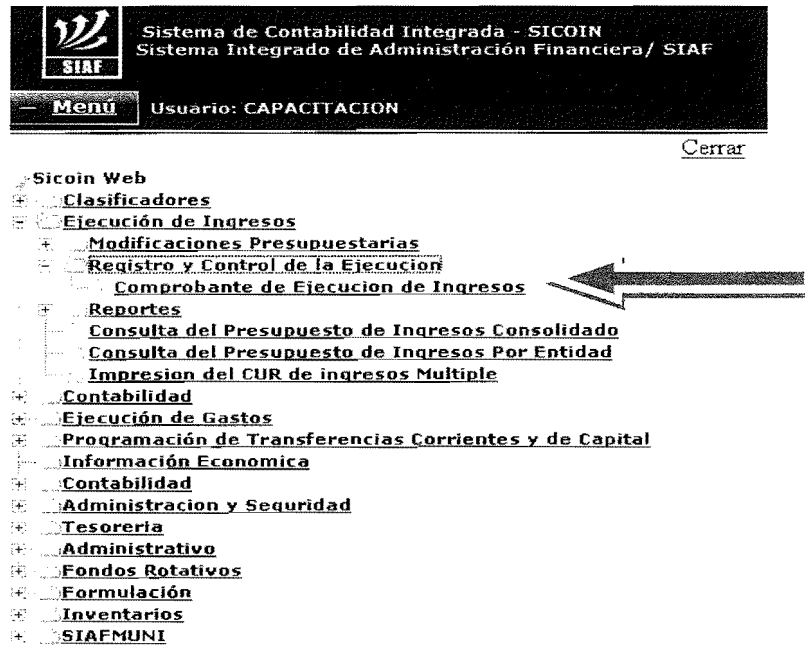 Sistema de Contabilidad Integrada - SICOIN
Sistema Integrado de Administración Financiera/ SIAF
SIAF
Menú
Usuario: CAPACITACION
Cerrar
Sicoin Web
Clasificadores
Ejecución de Ingresos
Modificaciones Presupuestarias
Registro y Control de la Ejecucion
Comprobante de Ejecucion de Ingresos
Reportes
Consulta del Presupuesto de Ingresos Consolidado
Consulta del Presupuesto de Ingresos Por Entidad
Impresion del CUR de ingresos Multiple
Contabilidad
Ejecución de Gastos
Programación de Transferencias Corrientes y de Capital
Información Economica
Contabilidad
Administracion y Seguridad
Tesoreria
Administrativo
Fondos Rotativos
Formulación
Inventarios
SIAFMUNI